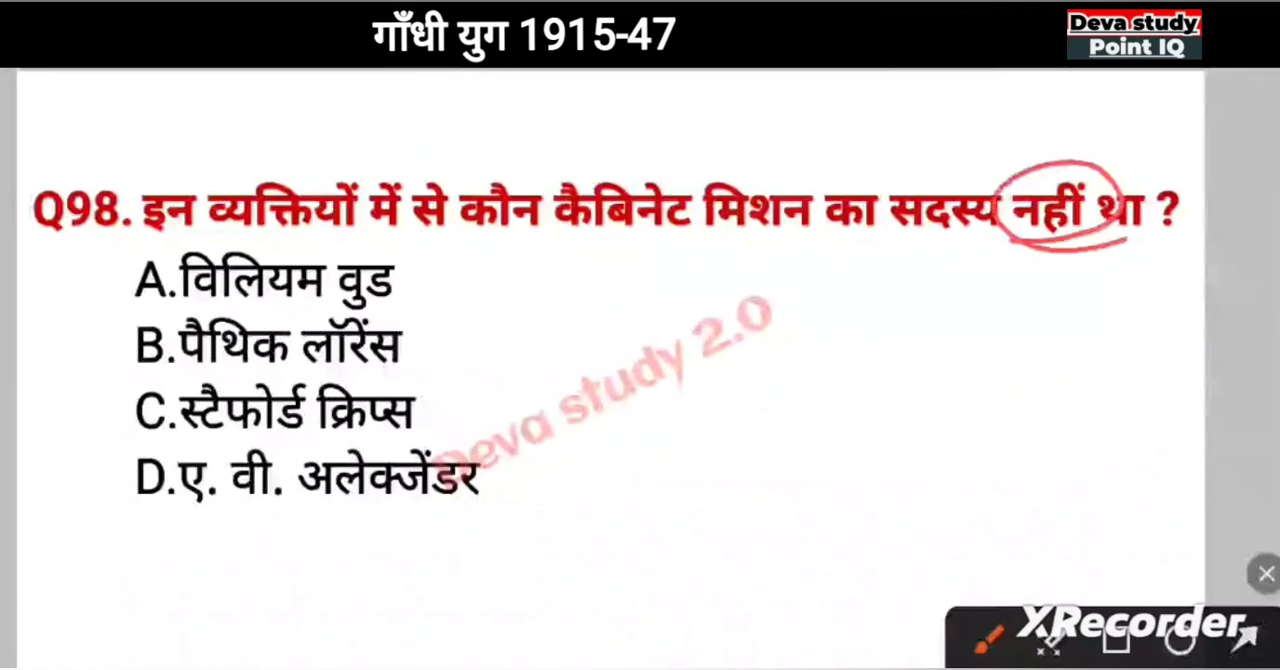 गाँधी युग 1915-47
Deva study
Point IQ
Q98. इन व्यक्तियों में से कौन कैबिनेट मिशन का सदस्य नहीं था ?
A.विलियम वुड
B.पैथिक लॉरेंस
C.स्टैफोर्ड क्रिप्स
D.ए. वी. अलेक्जेंडर
Deva study 2.0
XRecorder